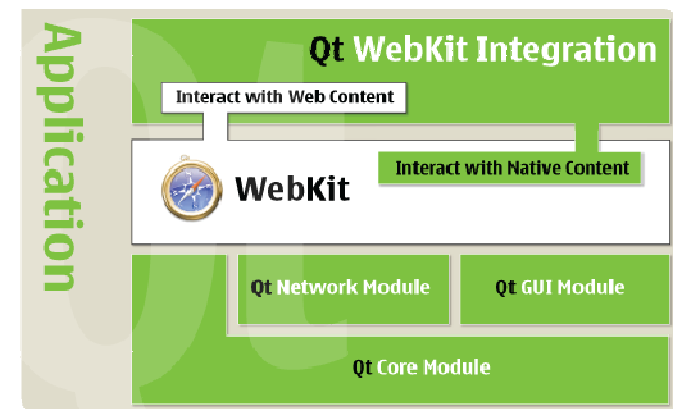 Application
Qt WebKit Integration
Interact with Web Content
Interact with Native Content
WebKit
Qt Network Module
Qt GUI Module
Qt Core Module